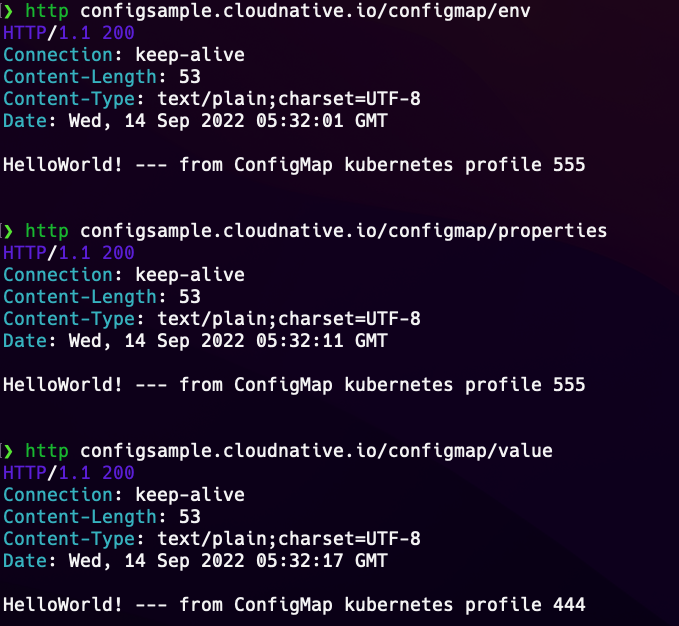 ❯ http configsample.cloudnative.io/configmap/env
HTTP/1.1 200
Connection: keep-alive
Content-Length: 53
Content-Type: text/plain;charset=UTF-8
Date: Wed, 14 Sep 2022 05:32:01 GMT
HelloWorld! --- from ConfigMap kubernetes profile 555
❯ http configsample.cloudnative.io/configmap/properties
HTTP/1.1 200
Connection: keep-alive
Content-Length: 53
Content-Type: text/plain;charset=UTF-8
Date: Wed, 14 Sep 2022 05:32:11 GMT
HelloWorld! --- from ConfigMap kubernetes profile 555
❯ http configsample.cloudnative.io/configmap/value
HTTP/1.1 200
Connection: keep-alive
Content-Length: 53
Content-Type: text/plain;charset=UTF-8
Date: Wed, 14 Sep 2022 05:32:17 GMT
HelloWorld! --- from ConfigMap kubernetes profile 444